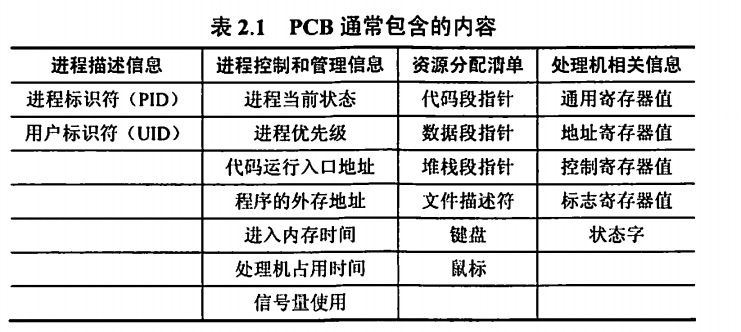 表 2.1 PCB 通常包含的内容
进程描述信息 进程控制和管理信息 资源分配清单 处理机相关信息
进程标识符（PID） 进程当前状态 代码段指针 通用寄存器值
用户标识符（UID） 进程优先级 数据段指针 地址寄存器值
代码运行入口地址 堆栈段指针 控制寄存器值
程序的外存地址 文件描述符 标志寄存器值
进入内存时间 键盘 状态字
处理机占用时间 鼠标
信号量使用